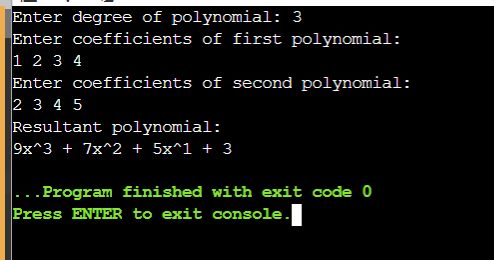 Enter degree of polynomial: 3
Enter coefficients of first polynomial:
1 2 3 4
Enter coefficients of second polynomial:
2 3 4 5
Resultant polynomial:
9x^3 + 7x^2 + 5x^1 + 3
...Program finished with exit code 0
Press ENTER to exit console.